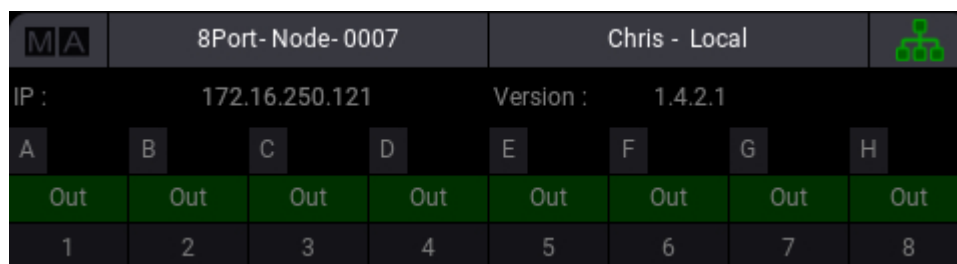 MA 8Port-Node-0007 Chris - Local
IP : 172.16.250.121 Version : 1.4.2.1
A B C D E F G H
Out Out Out Out Out Out Out Out
1 2 3 4 5 6 7 8